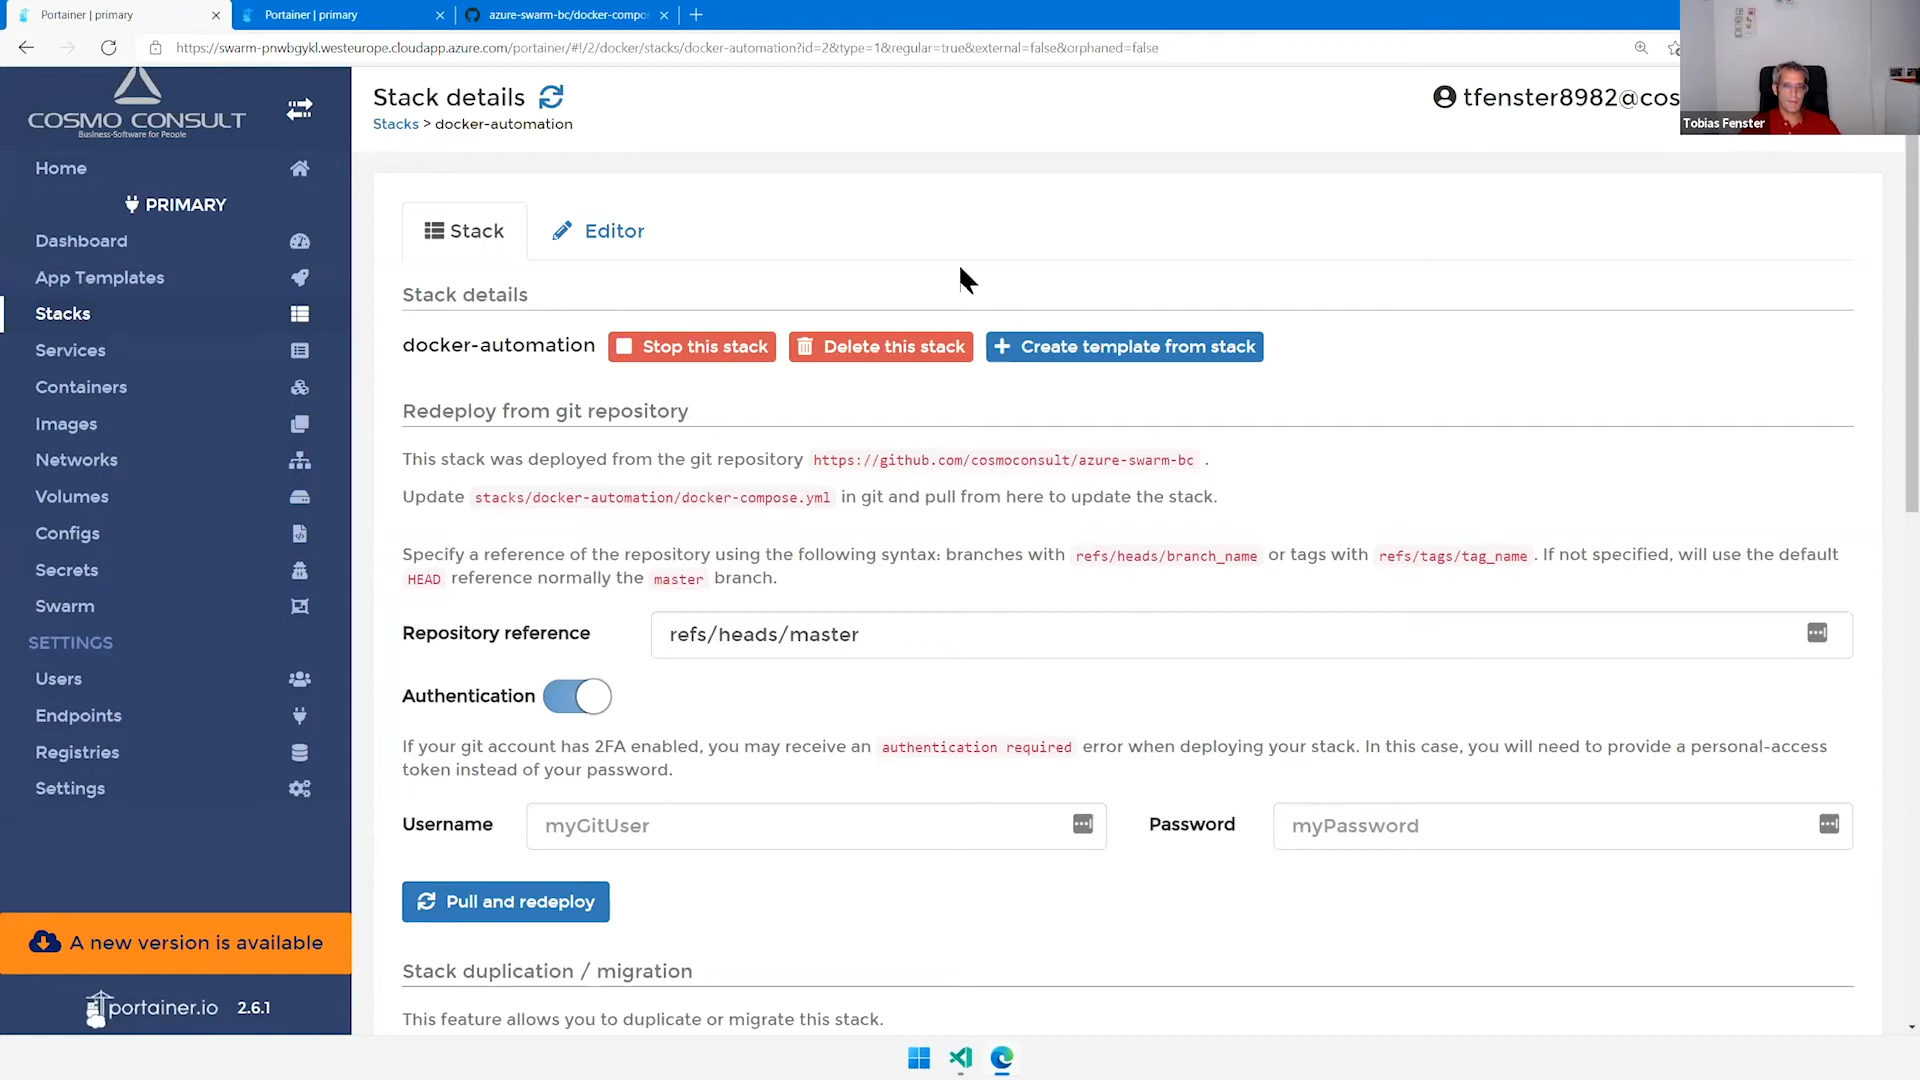 Portainer | primary
Portainer | primary
azure-swarm-bc/docker-compo
https://swarm-pnwbgykl.westeurope.cloudapp.azure.com/portainer/#!/2/docker/stacks/docker-automation?id=2&type=1&regular=true&external=false&orphaned=false
COSMO CONSULT
Business-Software for People
Home
PRIMARY
Dashboard
App Templates
Stacks
Services
Containers
Images
Networks
Volumes
Configs
Secrets
Swarm
SETTINGS
Users
Endpoints
Registries
Settings
A new version is available
portainer.io 2.6.1
Stack details
Stacks > docker-automation
tfenster8982@cos
Tobias Fenster
Stack
Editor
Stack details
docker-automation Stop this stack Delete this stack Create template from stack
Redeploy from git repository
This stack was deployed from the git repository https://github.com/cosmoconsult/azure-swarm-bc .
Update stacks/docker-automation/docker-compose.yml in git and pull from here to update the stack.
Specify a reference of the repository using the following syntax: branches with refs/heads/branch_name or tags with refs/tags/tag_name . If not specified, will use the default
HEAD reference normally the master branch.
Repository reference refs/heads/master
Authentication
If your git account has 2FA enabled, you may receive an authentication required error when deploying your stack. In this case, you will need to provide a personal-access
token instead of your password.
Username myGitUser Password myPassword
Pull and redeploy
Stack duplication / migration
This feature allows you to duplicate or migrate this stack.